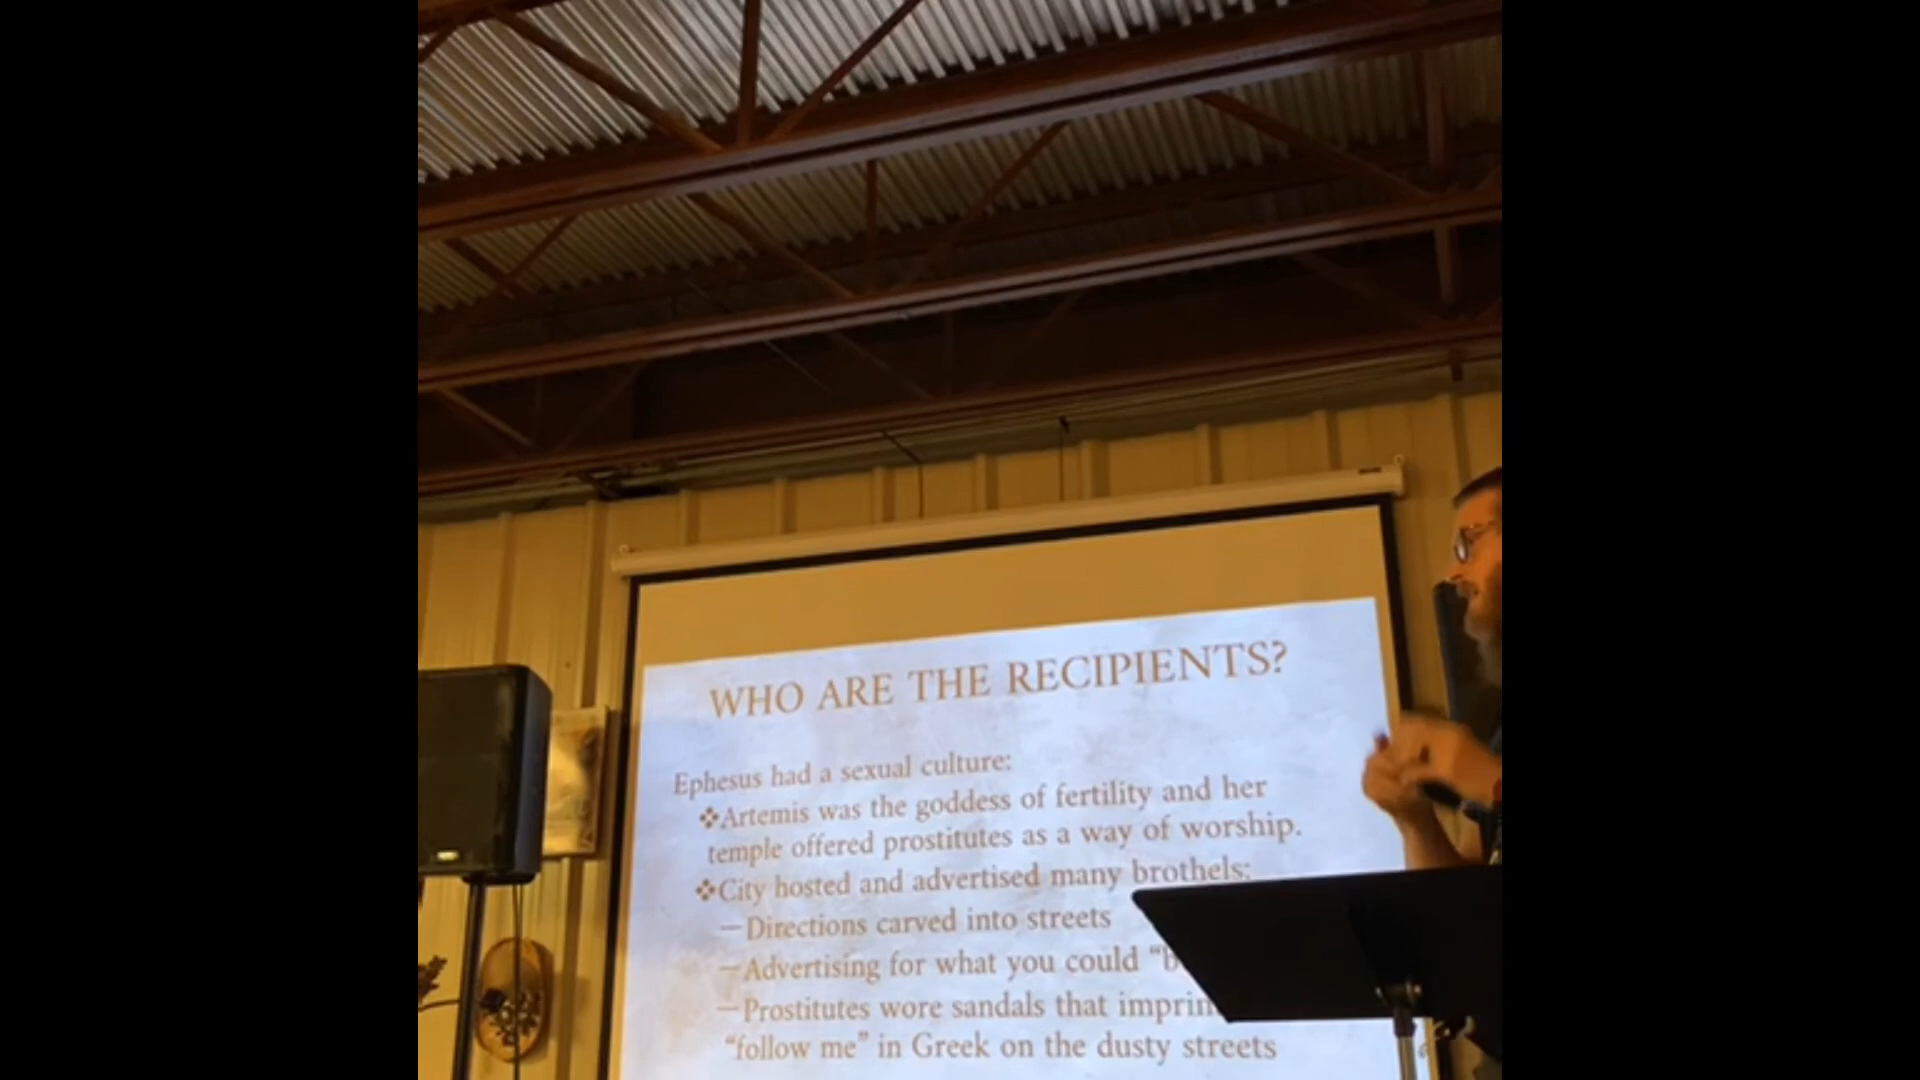 WHO ARE THE RECIPIENTS?
Ephesus had a sexual culture:
❖Artemis was the goddess of fertility and her
temple offered prostitutes as a way of worship.
❖City hosted and advertised many brothels:
—Directions carved into streets
—Advertising for what you could
—Prostitutes wore sandals that
“follow me” in Greek on the dusty streets